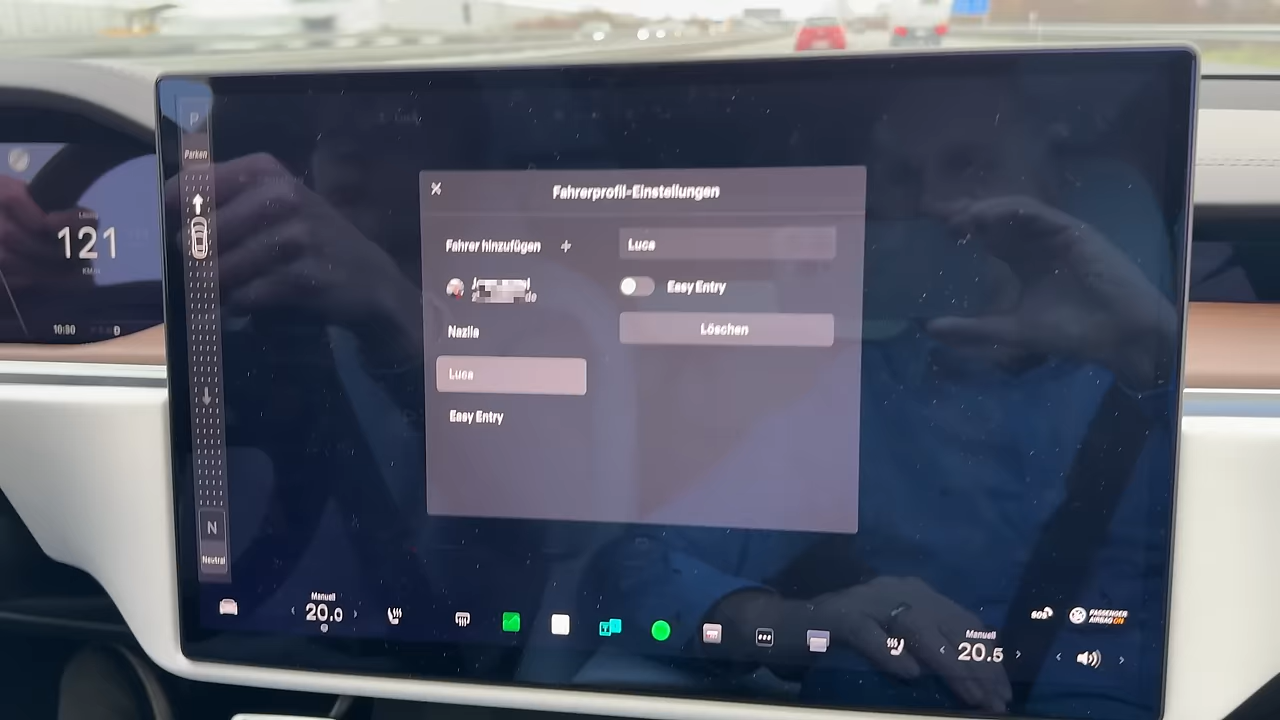 P
Parken
Fahrerprofil-Einstellungen
Fahrer hinzufügen +
Luca
Easy Entry
Nazlie
Löschen
Luca
Easy Entry
121
KM/H
10:30
D
N
Neutral
Manuell
20.0
SOS
PASSENGER
AIRBAG ON
Manuell
20.5